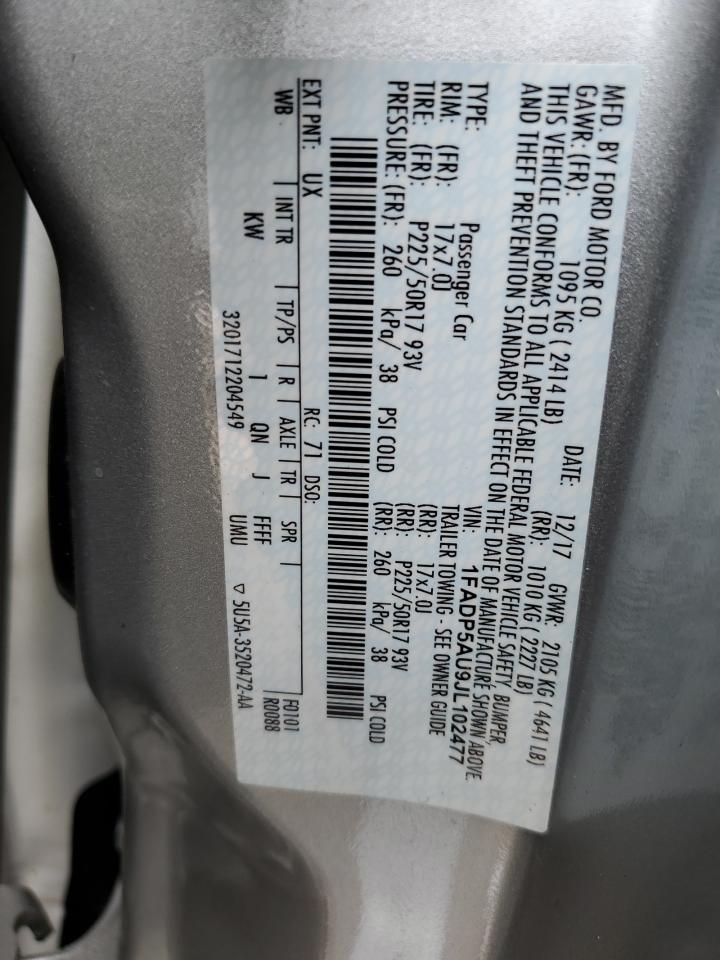 MFD. BY FORD MOTOR CO.
DATE: 12/17 GWR: 2105 KG ( 4641 LB)
GAWR: (FR): 1095 KG ( 2414 LB) (RR): 1010 KG ( 2227 LB)
THIS VEHICLE CONFORMS TO ALL APPLICABLE FEDERAL MOTOR VEHICLE SAFETY, BUMPER,
AND THEFT PREVENTION STANDARDS IN EFFECT ON THE DATE OF MANUFACTURE SHOWN ABOVE.
VIN: 1FADP5AU9JL102477
TYPE: Passenger Car TRAILER TOWING - SEE OWNER GUIDE
RIM: (FR): 17x7.0J (RR): 17x7.0J
TIRE: (FR): P225/50R17 93V (RR): P225/50R17 93V
PRESSURE: (FR): 260 kPa/ 38 PSI COLD (RR): 260 kPa/ 38 PSI COLD
EXT PNT: UX RC: 71 DSO: F0101
WB INT TR TP/PS R AXLE TR SPR R0088
KW 1 QN J FFFF UMU
3201712204549 ▽ 5U5A-3520472-AA